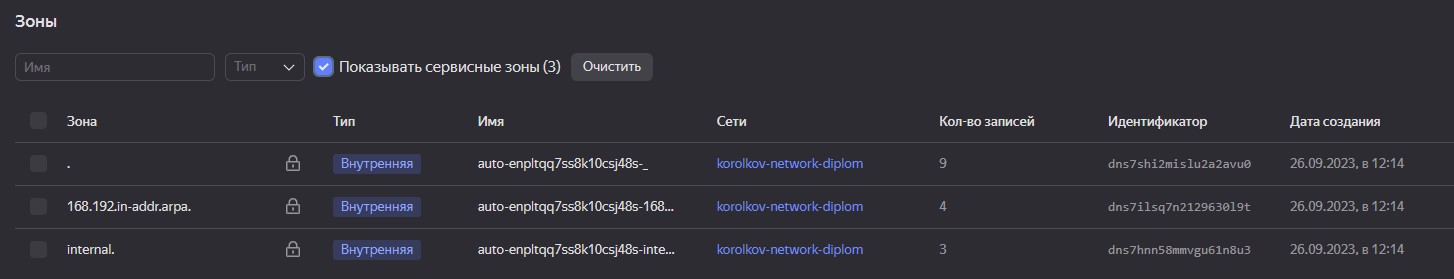 Зоны
Имя Тип Показывать сервисные зоны (3) Очистить
Зона Тип Имя Сети Кол-во записей Идентификатор Дата создания
. Внутренняя auto-enpltqq7ss8k10csj48s-_ korolkov-network-diplom 9 dns7shi2mislu2a2avu0 26.09.2023, в 12:14
168.192.in-addr.arpa. Внутренняя auto-enpltqq7ss8k10csj48s-168... korolkov-network-diplom 4 dns7ilsq7n2129630l9t 26.09.2023, в 12:14
internal. Внутренняя auto-enpltqq7ss8k10csj48s-inte... korolkov-network-diplom 3 dns7hnn58mmvgu61n8u3 26.09.2023, в 12:14